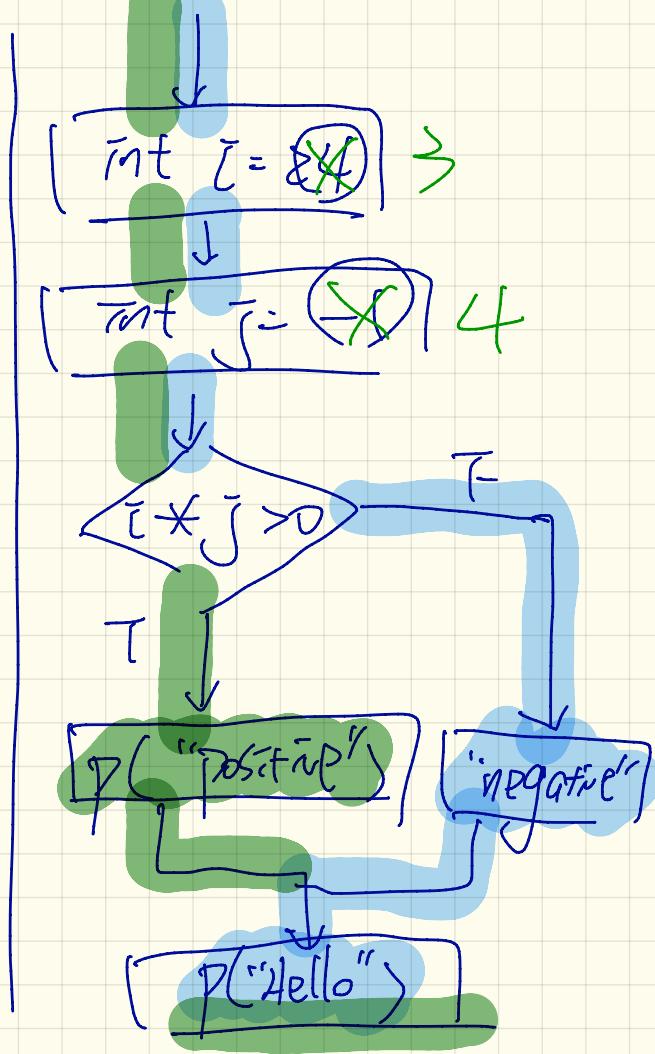 int i = 3
int j = 4
i * j > 0
F
T
p("positive")
"negative"
p("Hello")